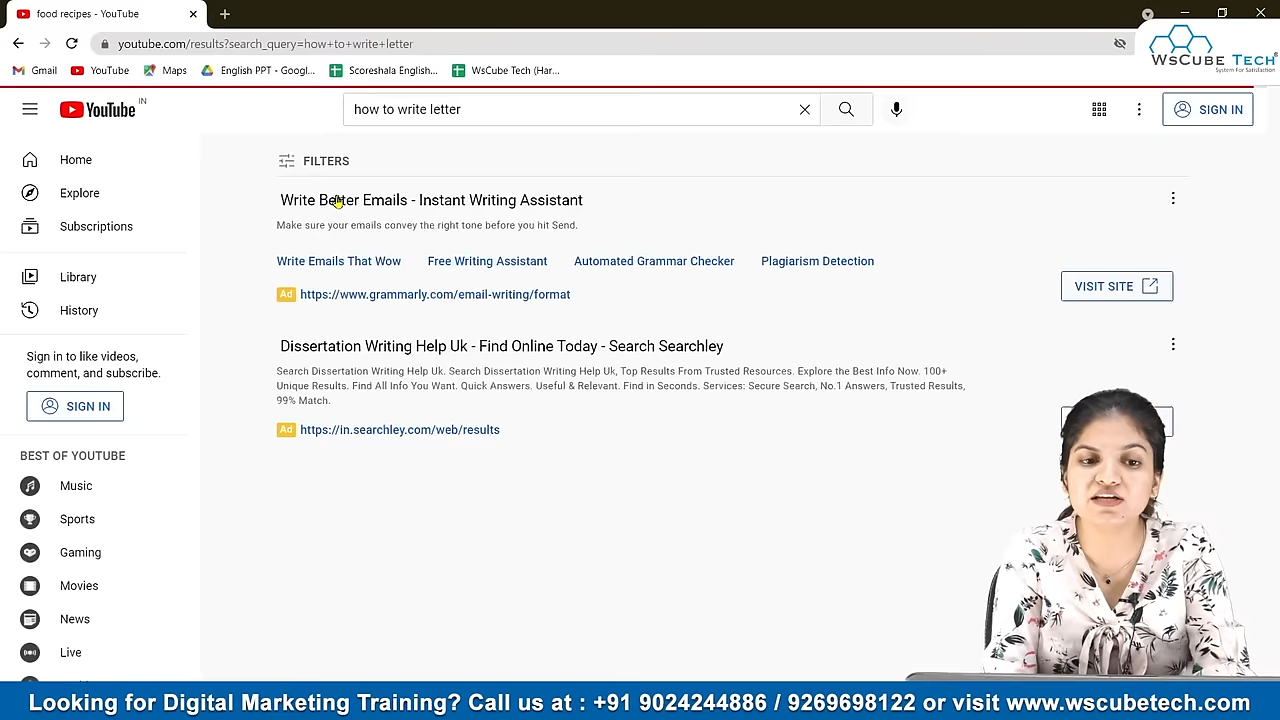 food recipes - YouTube
youtube.com/results?search_query=how+to+write+letter
Gmail YouTube Maps English PPT - Googl... Scoreshala English... WsCube Tech Mar...
WSCUBE TECH®
System For Satisfaction
YouTube IN
how to write letter
SIGN IN
Home
Explore
Subscriptions
Library
History
Sign in to like videos,
comment, and subscribe.
SIGN IN
BEST OF YOUTUBE
Music
Sports
Gaming
Movies
News
Live
FILTERS
Write Better Emails - Instant Writing Assistant
Make sure your emails convey the right tone before you hit Send.
Write Emails That Wow Free Writing Assistant Automated Grammar Checker Plagiarism Detection
Ad https://www.grammarly.com/email-writing/format
VISIT SITE
Dissertation Writing Help Uk - Find Online Today - Search Searchley
Search Dissertation Writing Help Uk. Search Dissertation Writing Help Uk, Top Results From Trusted Resources. Explore the Best Info Now. 100+
Unique Results. Find All Info You Want. Quick Answers. Useful & Relevant. Find in Seconds. Services: Secure Search, No.1 Answers, Trusted Results,
99% Match.
Ad https://in.searchley.com/web/results
Looking for Digital Marketing Training? Call us at : +91 9024244886 / 9269698122 or visit www.wscubetech.com